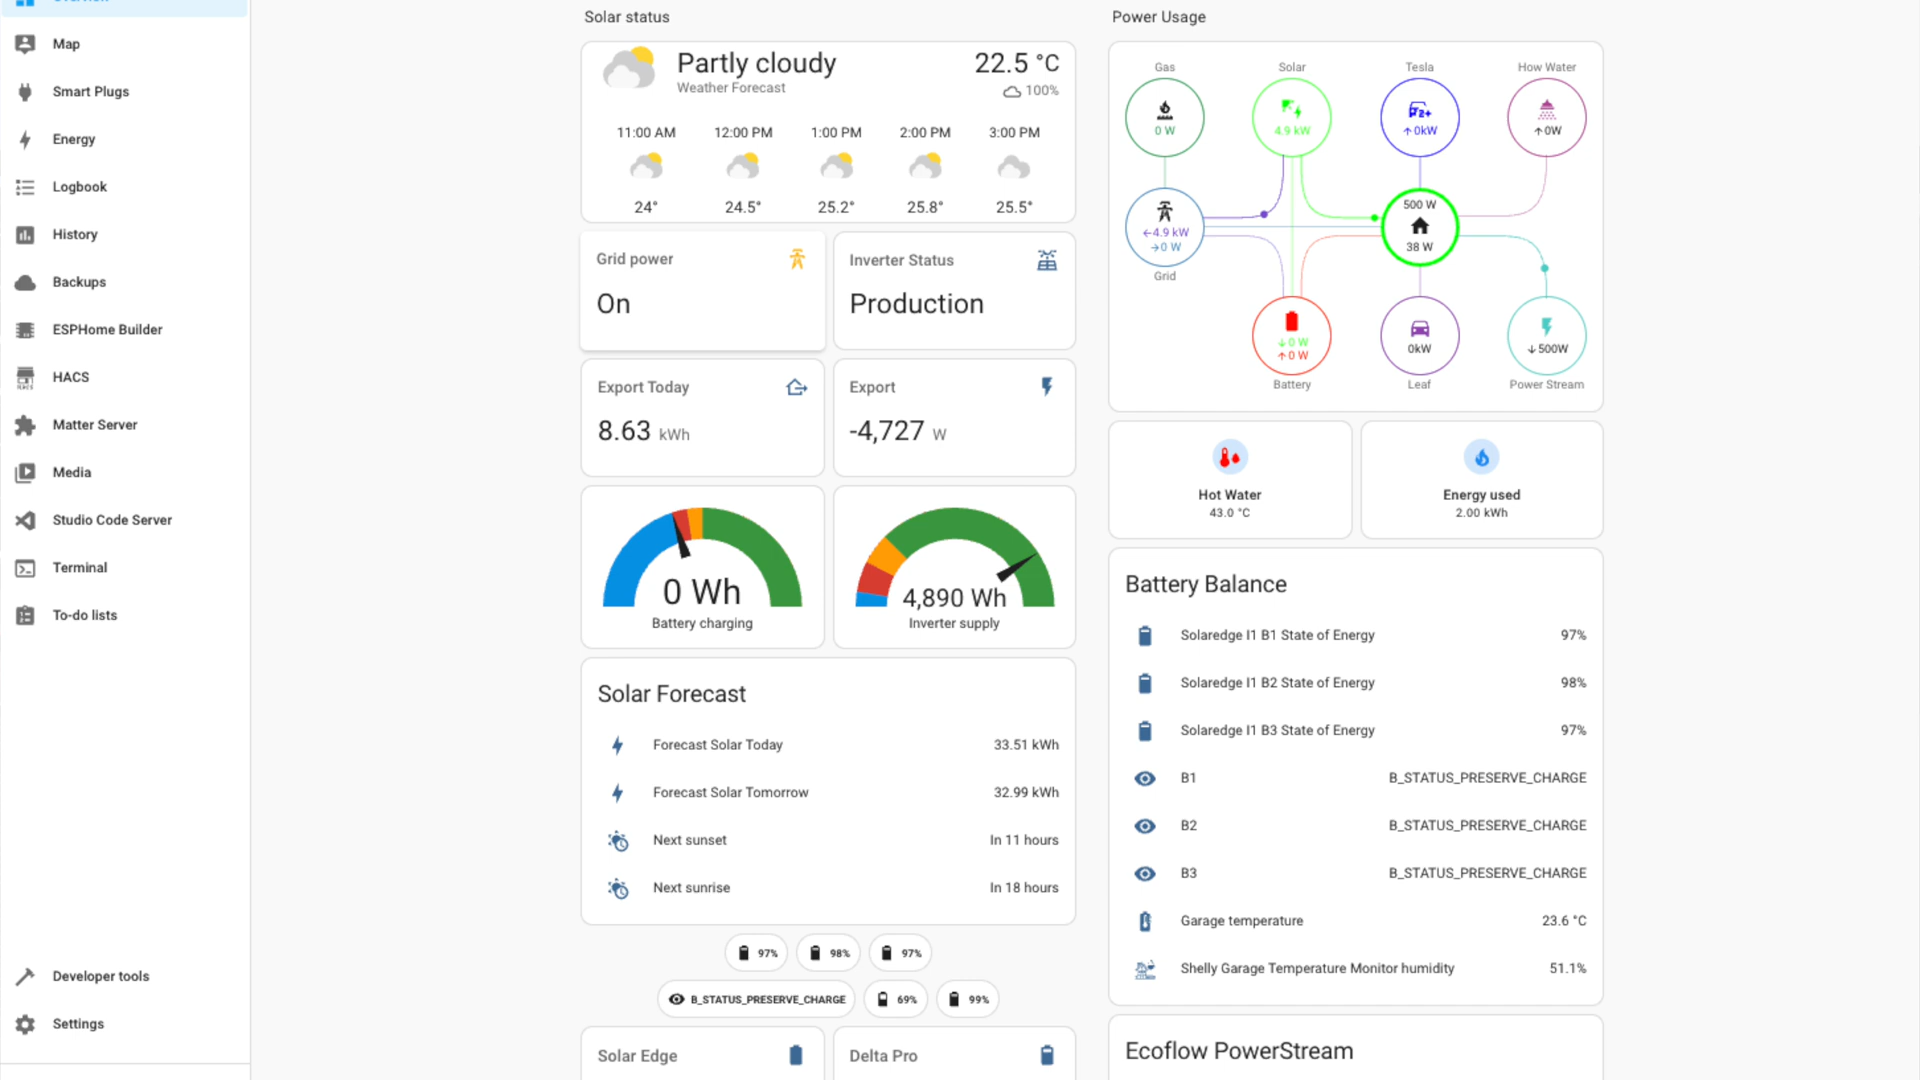 Map
Smart Plugs
Energy
Logbook
History
Backups
ESPHome Builder
HACS
Matter Server
Media
Studio Code Server
Terminal
To-do lists
Developer tools
Settings
Solar status
Partly cloudy
Weather Forecast
22.5 °C
100%
11:00 AM 12:00 PM 1:00 PM 2:00 PM 3:00 PM
24° 24.5° 25.2° 25.8° 25.5°
Grid power
On
Inverter Status
Production
Export Today
8.63 kWh
Export
-4,727 W
0 Wh
Battery charging
4,890 Wh
Inverter supply
Solar Forecast
Forecast Solar Today 33.51 kWh
Forecast Solar Tomorrow 32.99 kWh
Next sunset In 11 hours
Next sunrise In 18 hours
97% 98% 97%
B_STATUS_PRESERVE_CHARGE 69% 99%
Solar Edge
Delta Pro
Power Usage
Gas Solar Tesla How Water
0 W 4.9 kW ↑0kW ↑0W
500 W
←4.9 kW
→0 W
38 W
Grid
↓0 W
↑0 W
0kW
↓500W
Battery Leaf Power Stream
Hot Water
43.0 °C
Energy used
2.00 kWh
Battery Balance
Solaredge I1 B1 State of Energy 97%
Solaredge I1 B2 State of Energy 98%
Solaredge I1 B3 State of Energy 97%
B1 B_STATUS_PRESERVE_CHARGE
B2 B_STATUS_PRESERVE_CHARGE
B3 B_STATUS_PRESERVE_CHARGE
Garage temperature 23.6 °C
Shelly Garage Temperature Monitor humidity 51.1%
Ecoflow PowerStream